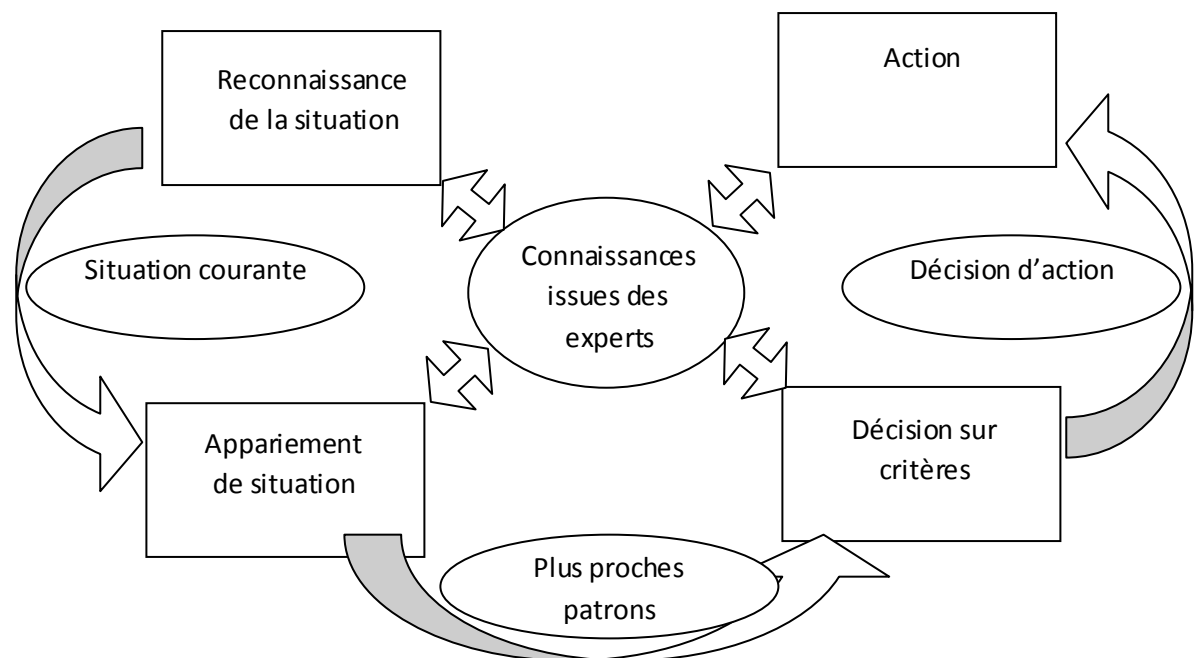 Reconnaissance
de la situation
Action
Situation courante
Connaissances
issues des
experts
Décision d’action
Appariement
de situation
Décision sur
critères
Plus proches
patrons